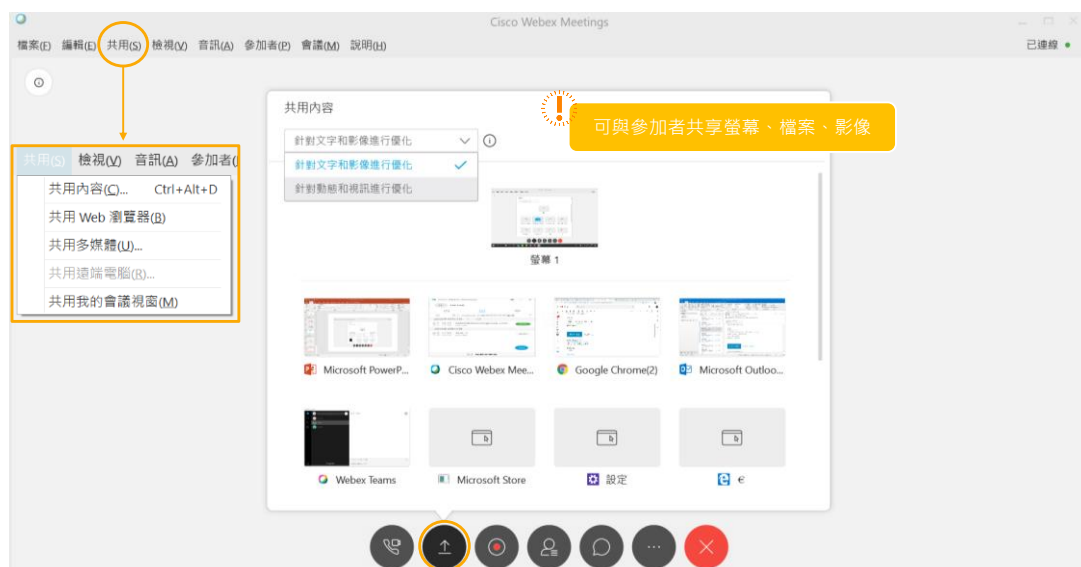 Cisco Webex Meetings
檔案(F) 編輯(E) 共用(S) 檢視(V) 音訊(A) 參加者(P) 會議(M) 說明(H)
已連線
共用內容
可與參加者共享螢幕、檔案、影像
針對文字和影像進行優化
針對文字和影像進行優化
針對動態和視訊進行優化
共用(S) 檢視(V) 音訊(A) 參加者(
共用內容(C)... Ctrl+Alt+D
共用 Web 瀏覽器(B)
共用多媒體(U)...
共用遠端電腦(R)...
共用我的會議視窗(M)
螢幕 1
Microsoft PowerP...
Cisco Webex Mee...
Google Chrome(2)
Microsoft Outloo...
Webex Teams
Microsoft Store
設定
e